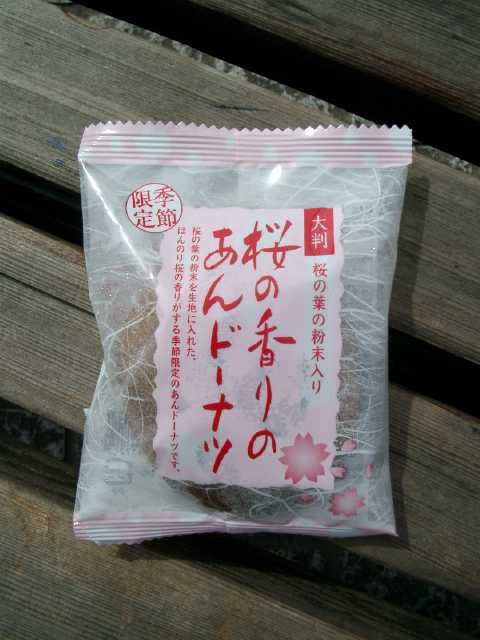 大判
桜の葉の粉末入り
桜の香りの
あんドーナツ
桜の葉の粉末を生地に入れた、
ほんのり桜の香りがする季節限定のあんドーナツです。
季節
限定